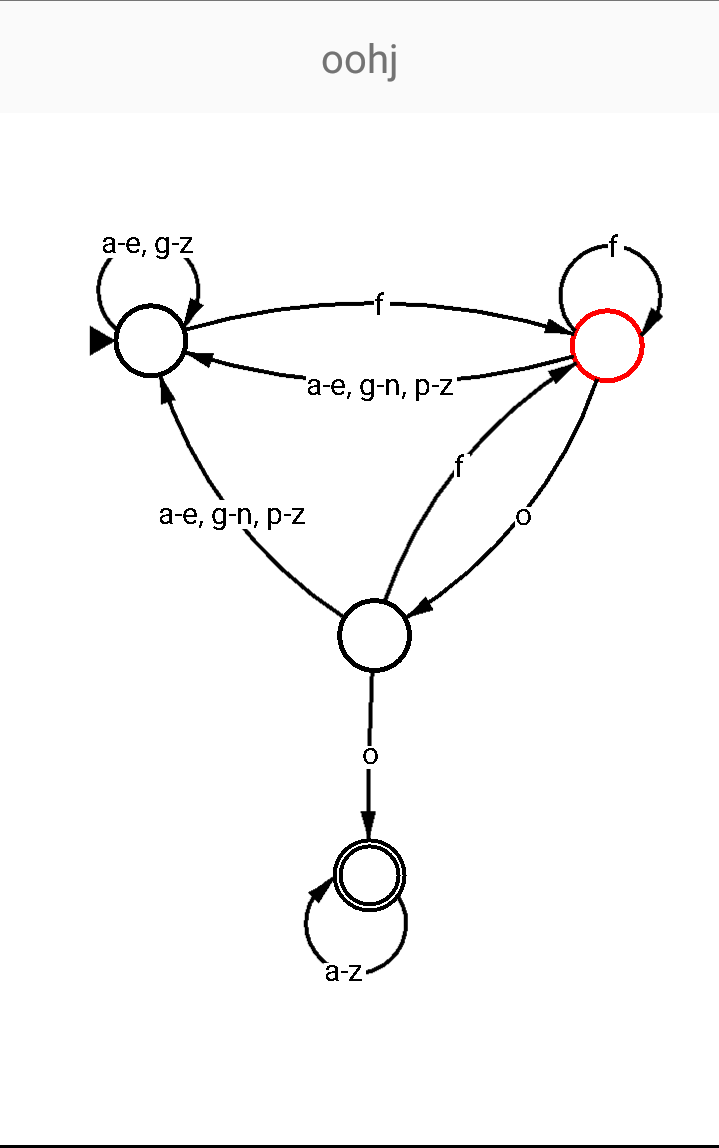 oohj
a-e, g-z
f
f
a-e, g-n, p-z
f
a-e, g-n, p-z
o
o
a-z